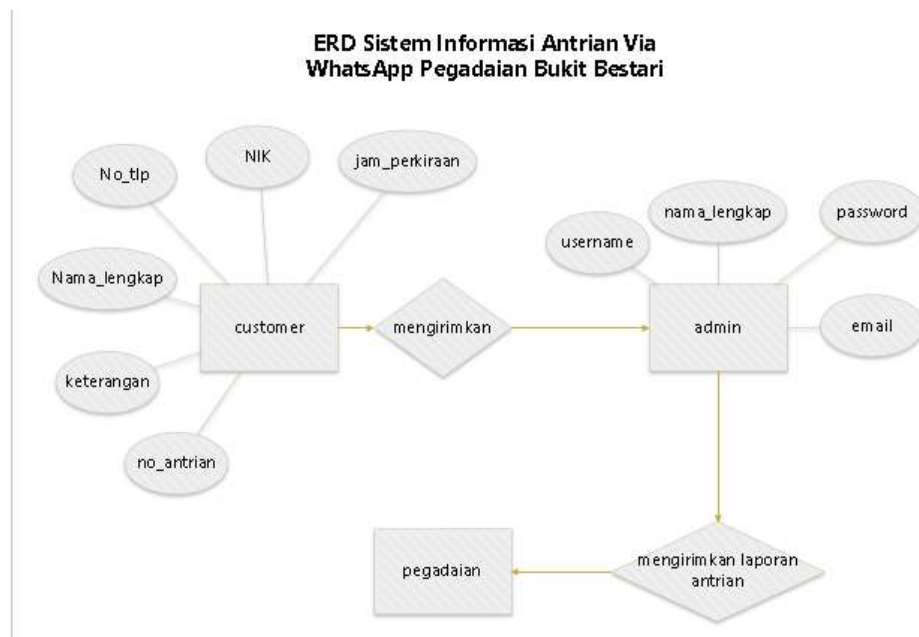 ERD Sistem Informasi Antrian Via
WhatsApp Pegadaian Bukit Bestari
NIK
No_tlp
jam_perkiraan
nama_lengkap
password
username
Nama_lengkap
customer
mengirimkan
admin
email
keterangan
no_antrian
pegadaian
mengirimkan laporan
antrian